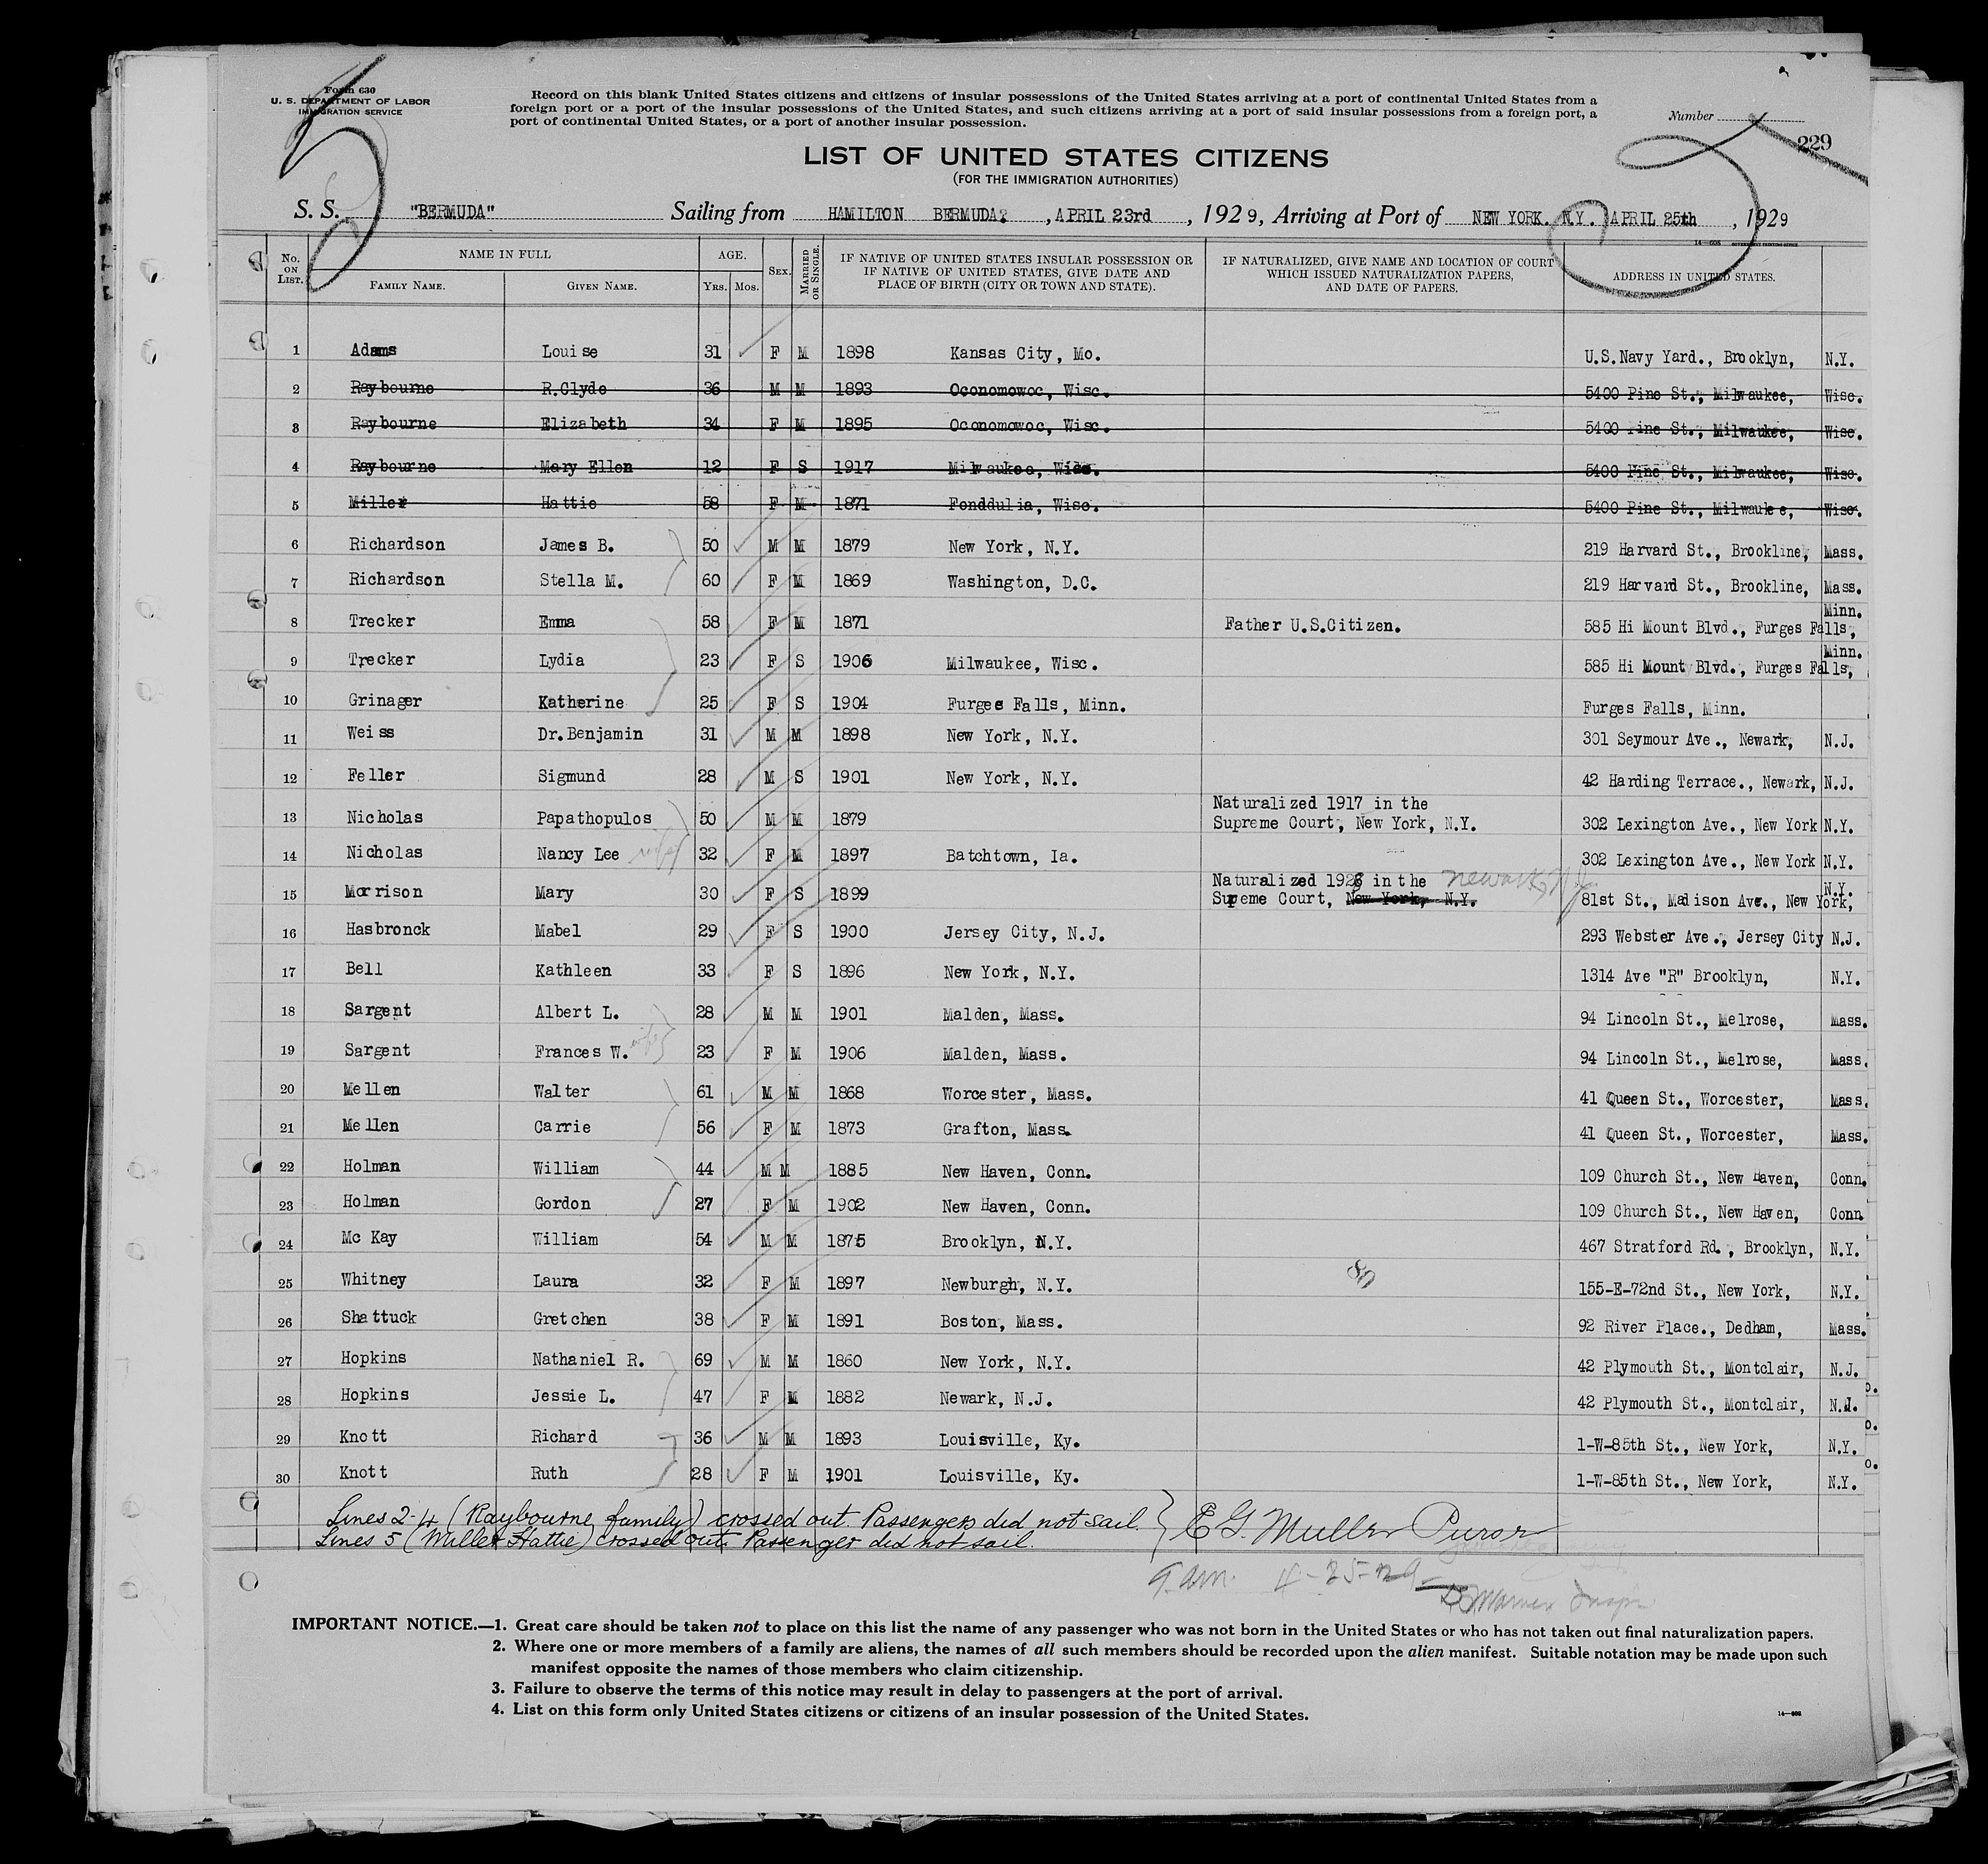 Form 630
U. S. DEPARTMENT OF LABOR
IMMIGRATION SERVICE
Record on this blank United States citizens and citizens of insular possessions of the United States arriving at a port of continental United States from a
foreign port or a port of the insular possessions of the United States, and such citizens arriving at a port of said insular possessions from a foreign port, a
port of continental United States, or a port of another insular possession.
Number
229
LIST OF UNITED STATES CITIZENS
(FOR THE IMMIGRATION AUTHORITIES)
S. S. "BERMUDA" Sailing from HAMILTON BERMUDA? , APRIL 23rd , 1929, Arriving at Port of NEW YORK. N.Y. APRIL 25th , 1929
No. ON LIST. NAME IN FULL FAMILY NAME. GIVEN NAME. AGE. YRS. MOS. SEX. MARRIED OR SINGLE. IF NATIVE OF UNITED STATES INSULAR POSSESSION OR IF NATIVE OF UNITED STATES, GIVE DATE AND PLACE OF BIRTH (CITY OR TOWN AND STATE). IF NATURALIZED, GIVE NAME AND LOCATION OF COURT WHICH ISSUED NATURALIZATION PAPERS, AND DATE OF PAPERS. ADDRESS IN UNITED STATES.
1 Adams Louise 31 F M 1898 Kansas City, Mo. U.S.Navy Yard., Brooklyn, N.Y.
2 Raybourne R.Clyde 36 M M 1893 Oconomowoc, Wisc. 5400 Pine St., Milwaukee, Wisc.
3 Raybourne Elizabeth 34 F M 1895 Oconomowoc, Wisc. 5400 Pine St., Milwaukee, Wisc.
4 Raybourne Mary Ellen 12 F S 1917 Milwaukee, Wisc. 5400 Pine St., Milwaukee, Wisc.
5 Miller Hattie 58 F M 1871 Fonddulia, Wisc. 5400 Pine St., Milwaukee, Wisc.
6 Richardson James B. 50 M M 1879 New York, N.Y. 219 Harvard St., Brookline, Mass.
7 Richardson Stella M. 60 F M 1869 Washington, D.C. 219 Harvard St., Brookline, Mass.
8 Trecker Emma 58 F M 1871 Father U.S.Citizen. 585 Hi Mount Blvd., Furges Falls, Minn.
9 Trecker Lydia 23 F S 1906 Milwaukee, Wisc. 585 Hi Mount Blvd., Furges Falls, Minn.
10 Grinager Katherine 25 F S 1904 Furges Falls, Minn. Furges Falls, Minn.
11 Weiss Dr.Benjamin 31 M M 1898 New York, N.Y. 301 Seymour Ave., Newark, N.J.
12 Feller Sigmund 28 M S 1901 New York, N.Y. 42 Harding Terrace., Newark, N.J.
13 Nicholas Papathopulos 50 M M 1879 Naturalized 1917 in the Supreme Court, New York, N.Y. 302 Lexington Ave., New York N.Y.
14 Nicholas Nancy Lee wife 32 F M 1897 Batchtown, Ia. 302 Lexington Ave., New York N.Y.
15 Morrison Mary 30 F S 1899 Naturalized 1926 in the Supeme Court, New York, N.Y. Newark, N.J. 81st St., Madison Ave., New York, N.Y.
16 Hasbronck Mabel 29 F S 1900 Jersey City, N.J. 293 Webster Ave., Jersey City N.J.
17 Bell Kathleen 33 F S 1896 New York, N.Y. 1314 Ave "R" Brooklyn, N.Y.
18 Sargent Albert L. 28 M M 1901 Malden, Mass. 94 Lincoln St., Melrose, Mass.
19 Sargent Frances W. wife 23 F M 1906 Malden, Mass. 94 Lincoln St., Melrose, Mass.
20 Mellen Walter 61 M M 1868 Worcester, Mass. 41 Queen St., Worcester, Mass.
21 Mellen Carrie 56 F M 1873 Grafton, Mass. 41 Queen St., Worcester, Mass.
22 Holman William 44 M M 1885 New Haven, Conn. 109 Church St., New Haven, Conn.
23 Holman Gordon 27 F M 1902 New Haven, Conn. 109 Church St., New Haven, Conn.
24 Mc Kay William 54 M M 1875 Brooklyn, N.Y. 467 Stratford Rd., Brooklyn, N.Y.
25 Whitney Laura 32 F M 1897 Newburgh, N.Y. 155-E-72nd St., New York, N.Y.
26 Shattuck Gretchen 38 F M 1891 Boston, Mass. 92 River Place., Dedham, Mass.
27 Hopkins Nathaniel R. 69 M M 1860 New York, N.Y. 42 Plymouth St., Montclair, N.J.
28 Hopkins Jessie L. 47 F M 1882 Newark, N.J. 42 Plymouth St., Montclair, N.J.
29 Knott Richard 36 M M 1893 Louisville, Ky. 1-W-85th St., New York, N.Y.
30 Knott Ruth 28 F M 1901 Louisville, Ky. 1-W-85th St., New York, N.Y.
Lines 2-4 (Raybourne family) crossed out. Passengers did not sail. } E G. Muller Purser
Lines 5 (Miller Hattie) crossed out. Passenger did not sail.
9 am. 4-25-29
IMPORTANT NOTICE.—1. Great care should be taken not to place on this list the name of any passenger who was not born in the United States or who has not taken out final naturalization papers.
2. Where one or more members of a family are aliens, the names of all such members should be recorded upon the alien manifest. Suitable notation may be made upon such
manifest opposite the names of those members who claim citizenship.
3. Failure to observe the terms of this notice may result in delay to passengers at the port of arrival.
4. List on this form only United States citizens or citizens of an insular possession of the United States.